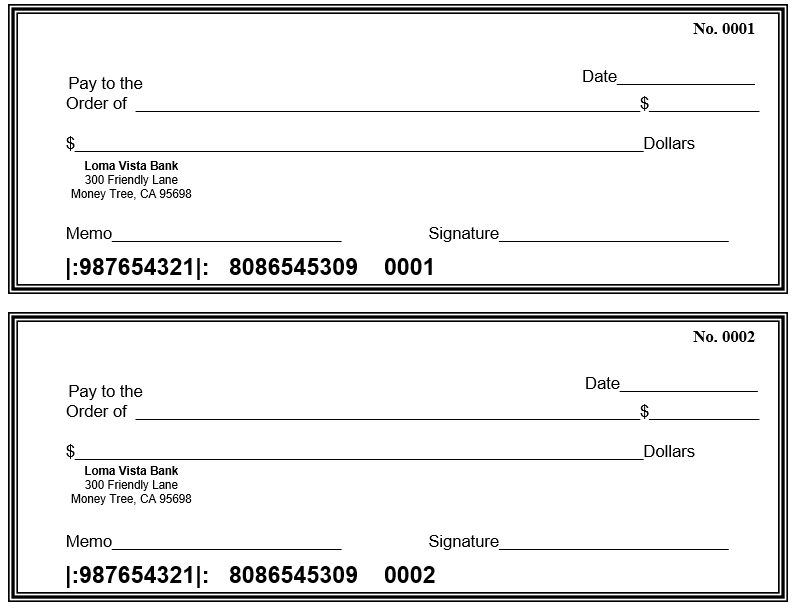 No. 0001
Date
Pay to the
Order of $
$ Dollars
Loma Vista Bank
300 Friendly Lane
Money Tree, CA 95698
Memo Signature
|:987654321|: 8086545309 0001
No. 0002
Date
Pay to the
Order of $
$ Dollars
Loma Vista Bank
300 Friendly Lane
Money Tree, CA 95698
Memo Signature
|:987654321|: 8086545309 0002